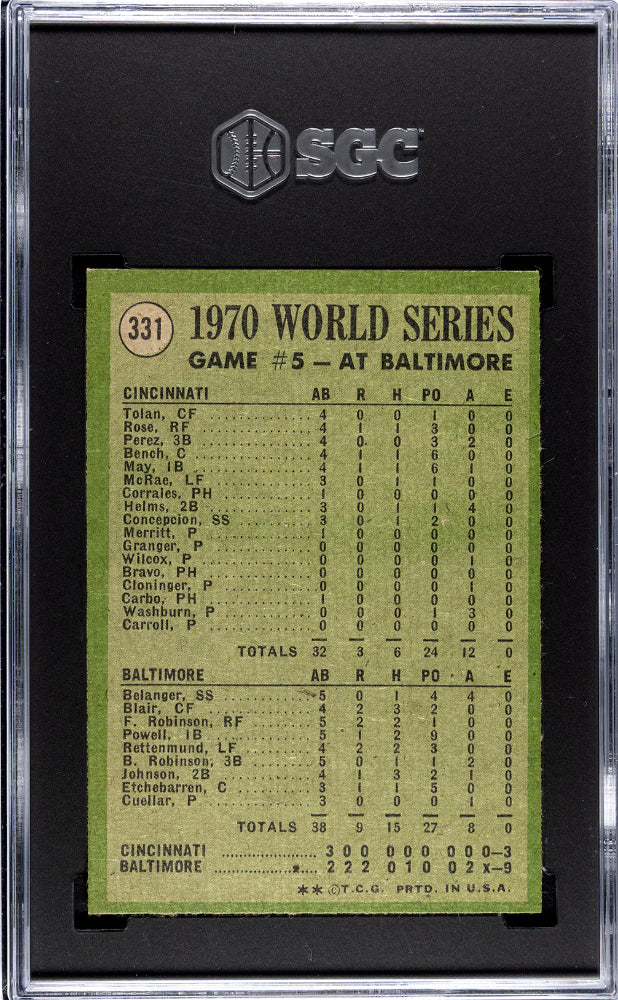 SGC
331 1970 WORLD SERIES
GAME #5 – AT BALTIMORE
CINCINNATI AB R H PO A E
Tolan, CF .............. 4 0 0 1 0 0
Rose, RF .............. 4 1 1 3 0 0
Perez, 3B .............. 4 0 0 3 2 0
Bench, C .............. 4 1 1 6 0 0
May, 1B .............. 4 1 1 6 1 0
McRae, LF .............. 3 0 1 1 0 0
Corrales, PH .............. 1 0 0 0 0 0
Helms, 2B .............. 3 0 1 1 4 0
Concepcion, SS .............. 3 0 1 2 0 0
Merritt, P .............. 1 0 0 0 0 0
Granger, P .............. 0 0 0 0 0 0
Wilcox, P .............. 0 0 0 0 1 0
Bravo, PH .............. 0 0 0 0 0 0
Cloninger, P .............. 0 0 0 0 1 0
Carbo, PH .............. 1 0 0 0 0 0
Washburn, P .............. 0 0 0 1 3 0
Carroll, P .............. 0 0 0 0 0 0
TOTALS 32 3 6 24 12 0
BALTIMORE AB R H PO A E
Belanger, SS .............. 5 0 1 4 4 0
Blair, CF .............. 4 2 3 2 0 0
F. Robinson, RF .............. 5 2 2 1 0 0
Powell, 1B .............. 5 1 2 9 0 0
Rettenmund, LF .............. 4 2 2 3 0 0
B. Robinson, 3B .............. 5 0 1 1 2 0
Johnson, 2B .............. 4 1 3 2 1 0
Etchebarren, C .............. 3 1 1 5 0 0
Cuellar, P .............. 3 0 0 0 1 0
TOTALS 38 9 15 27 8 0
CINCINNATI .............. 3 0 0 0 0 0 0 0 0–3
BALTIMORE .............. 2 2 2 0 1 0 0 2 x–9
** ©T.C.G. PRTD. IN U.S.A.